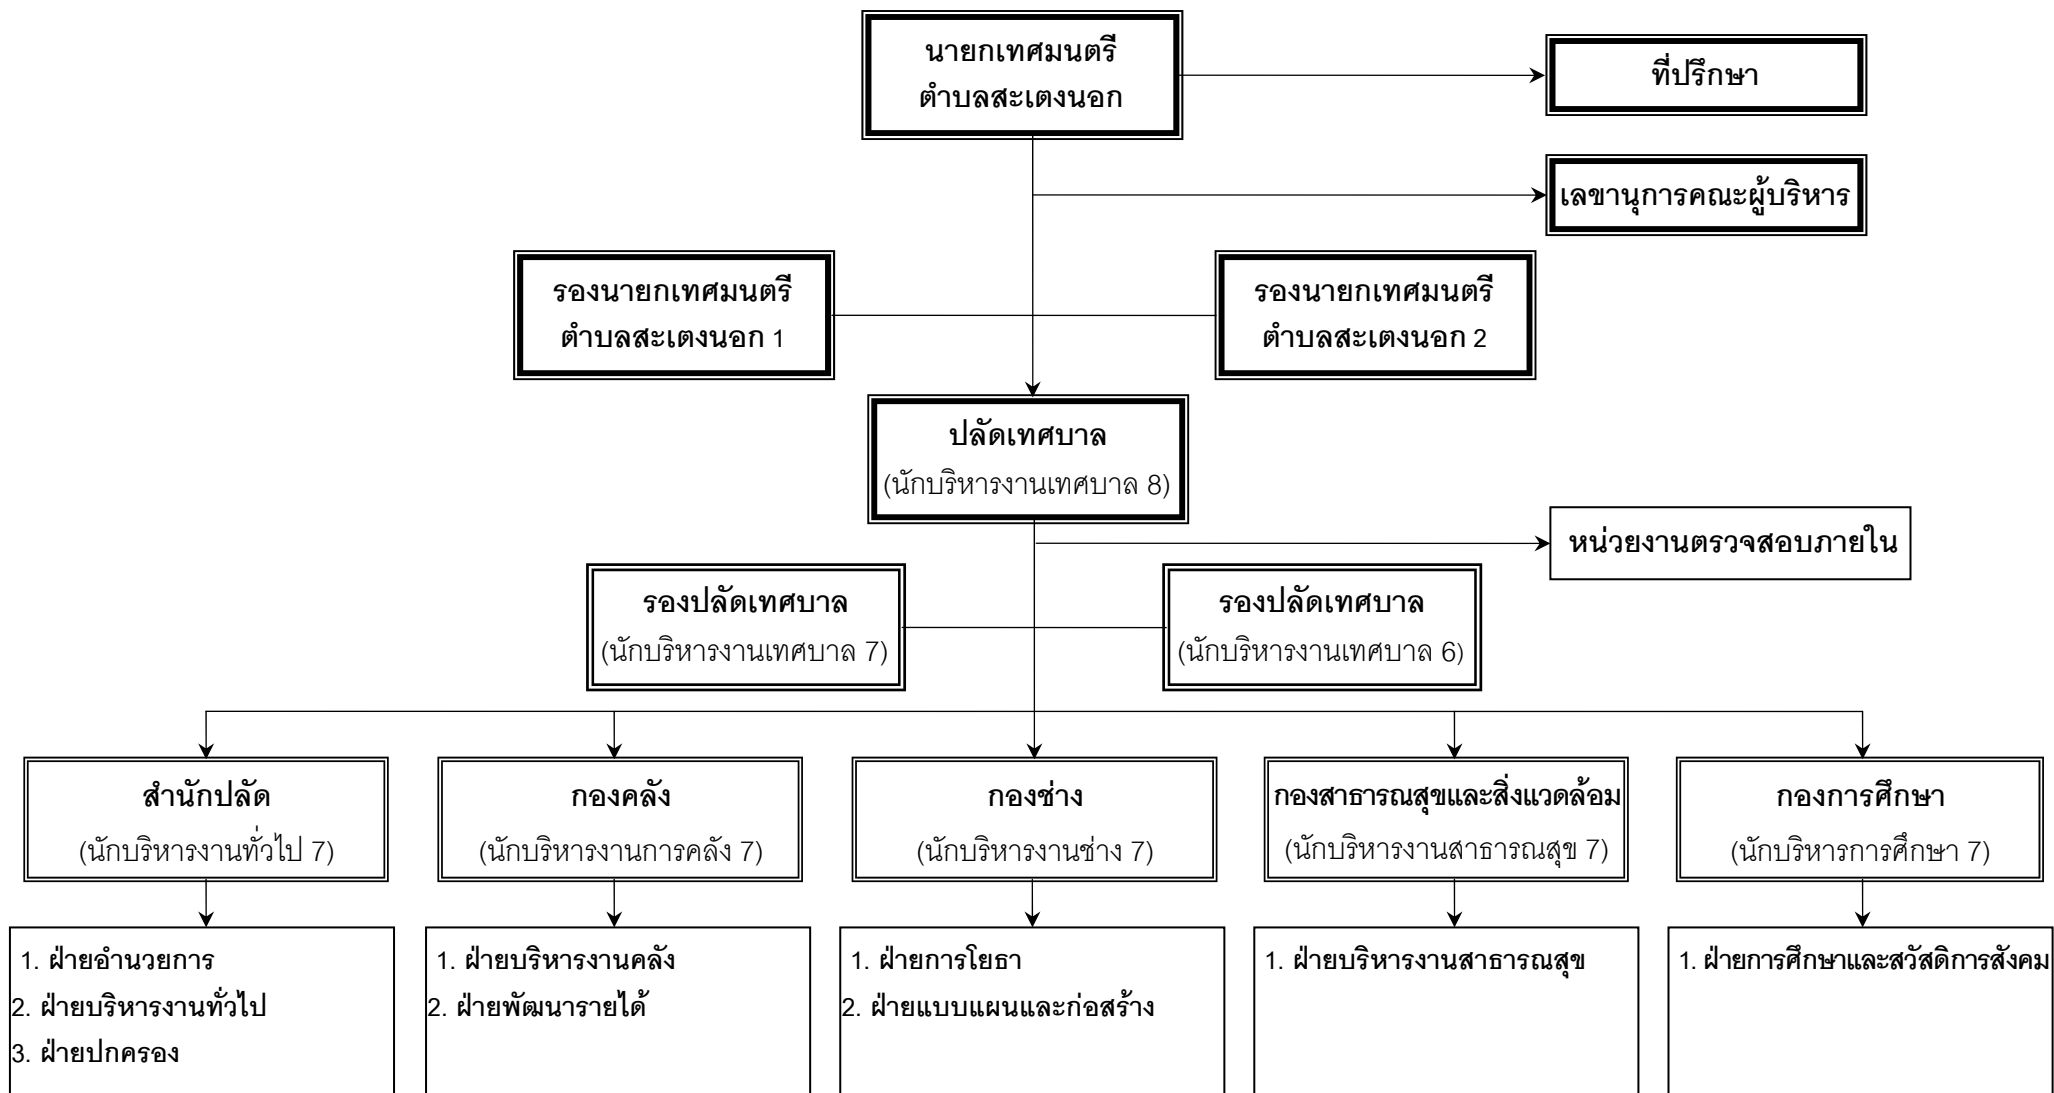 นายกเทศมนตรี
ตำบลสะเตงนอก
ที่ปรึกษา
เลขานุการคณะผู้บริหาร
รองนายกเทศมนตรี
ตำบลสะเตงนอก 1
รองนายกเทศมนตรี
ตำบลสะเตงนอก 2
ปลัดเทศบาล
(นักบริหารงานเทศบาล 8)
หน่วยงานตรวจสอบภายใน
รองปลัดเทศบาล
(นักบริหารงานเทศบาล 7)
รองปลัดเทศบาล
(นักบริหารงานเทศบาล 6)
สำนักปลัด
(นักบริหารงานทั่วไป 7)
กองคลัง
(นักบริหารงานการคลัง 7)
กองช่าง
(นักบริหารงานช่าง 7)
กองสาธารณสุขและสิ่งแวดล้อม
(นักบริหารงานสาธารณสุข 7)
กองการศึกษา
(นักบริหารการศึกษา 7)
1. ฝ่ายอำนวยการ
2. ฝ่ายบริหารงานทั่วไป
3. ฝ่ายปกครอง
1. ฝ่ายบริหารงานคลัง
2. ฝ่ายพัฒนารายได้
1. ฝ่ายการโยธา
2. ฝ่ายแบบแผนและก่อสร้าง
1. ฝ่ายบริหารงานสาธารณสุข
1. ฝ่ายการศึกษาและสวัสดิการสังคม